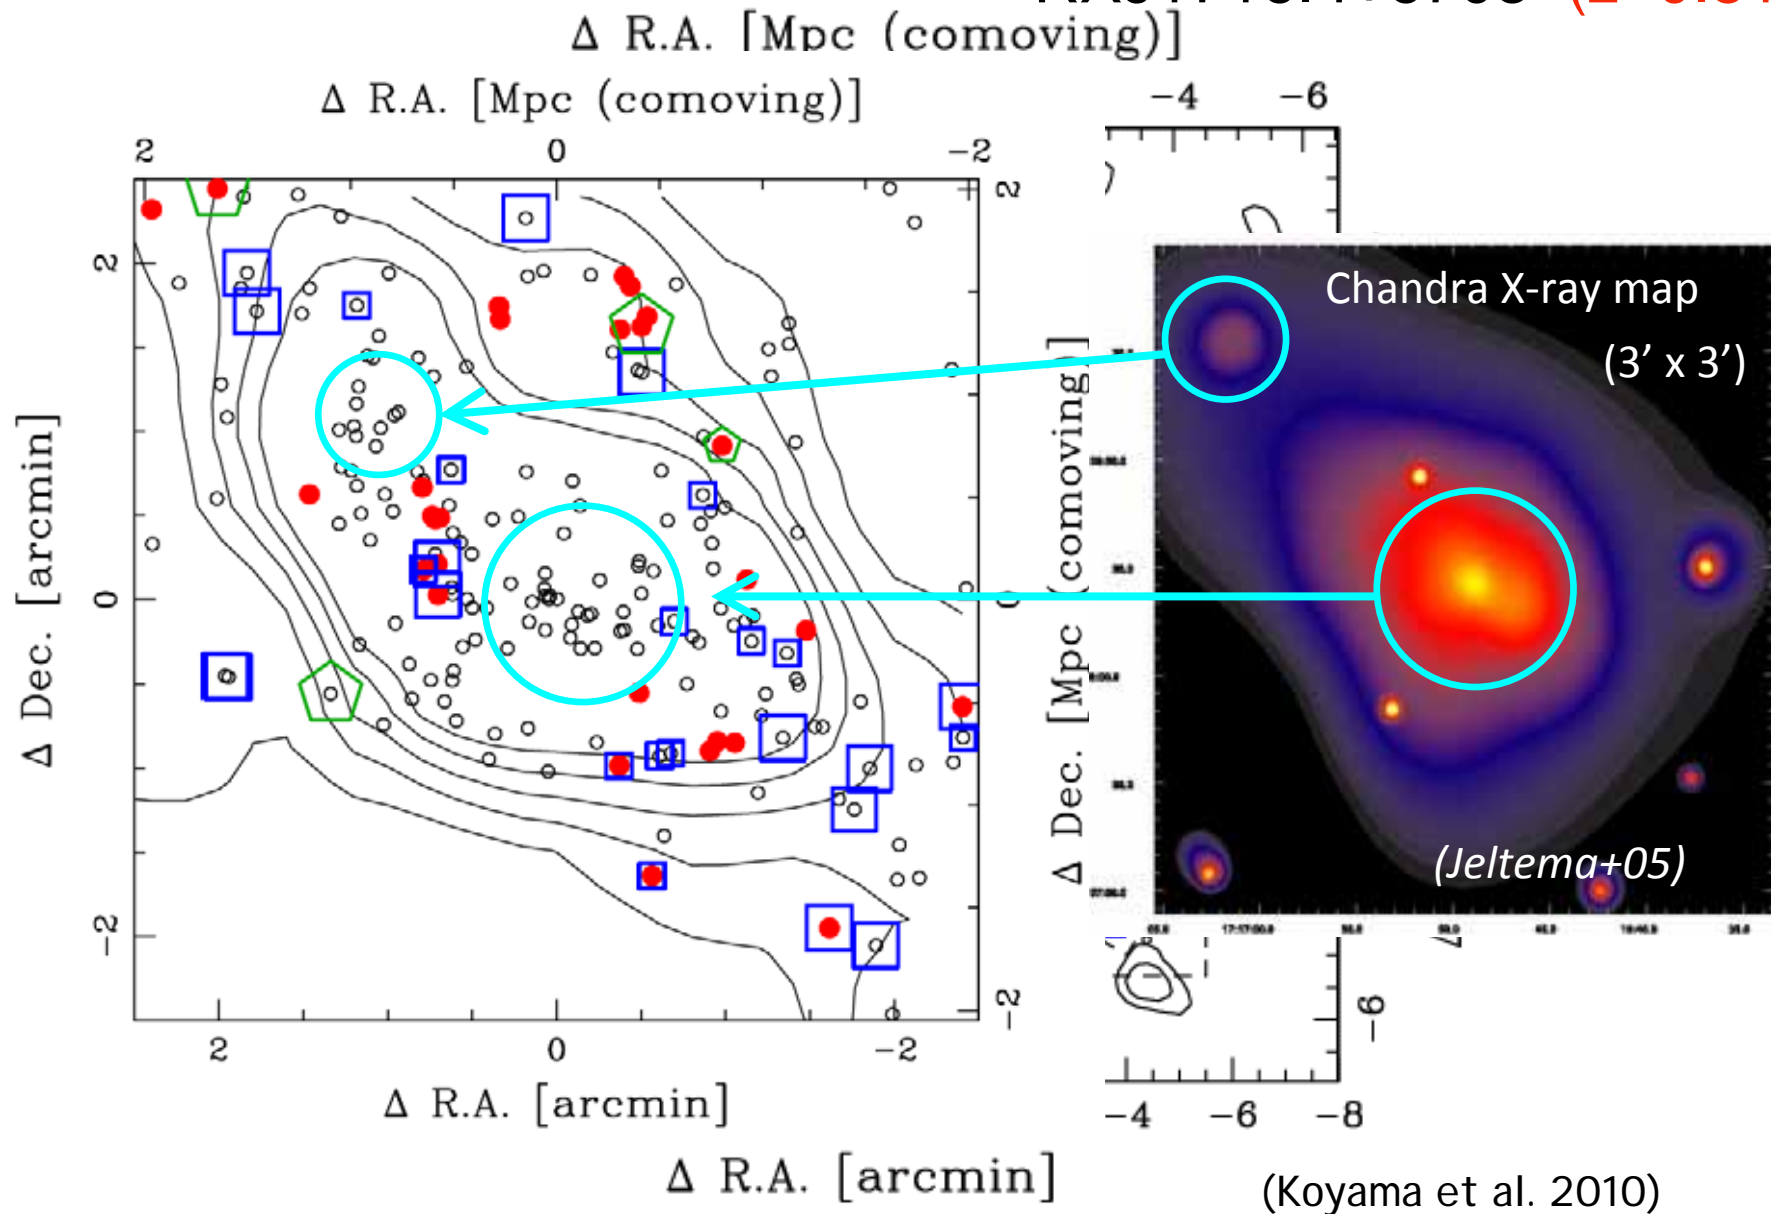 Δ R.A. [Mpc (comoving)]
Δ R.A. [Mpc (comoving)]
-4 -6
2 0 -2
2
2
Chandra X-ray map
(3' x 3')
Δ Dec. [arcmin]
Δ Dec. [Mpc (comoving)]
0
0
(Jeltema+05)
-2
-2
-6
2 0 -2
Δ R.A. [arcmin]
-4 -6 -8
Δ R.A. [arcmin]
(Koyama et al. 2010)